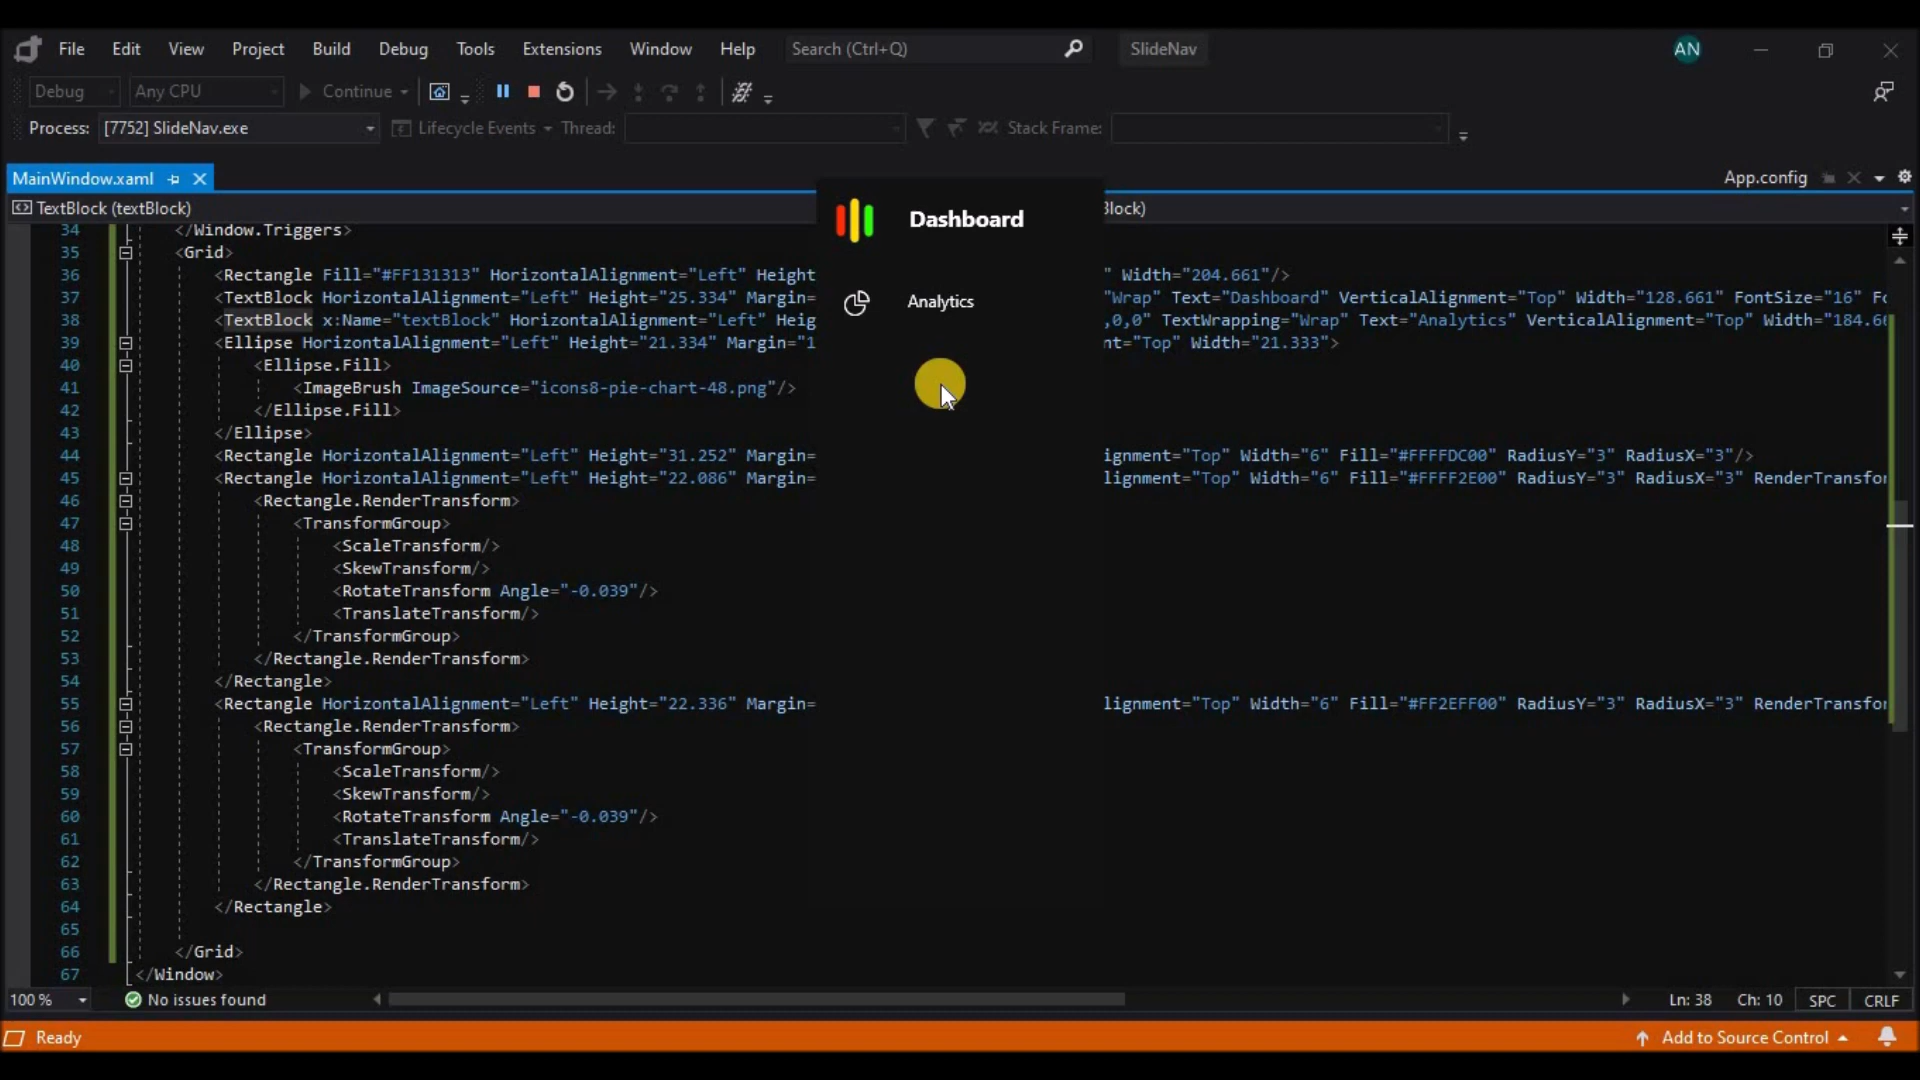 File Edit View Project Build Debug Tools Extensions Window Help Search (Ctrl+Q) SlideNav AN
Debug Any CPU Continue
Process: [7752] SlideNav.exe Lifecycle Events Thread: Stack Frame:
MainWindow.xaml App.config
TextBlock (textBlock) Block)
Dashboard
Analytics
34 </Window.Triggers>
35 <Grid>
36 <Rectangle Fill="#FF131313" HorizontalAlignment="Left" Height " Width="204.661"/>
37 <TextBlock HorizontalAlignment="Left" Height="25.334" Margin= "Wrap" Text="Dashboard" VerticalAlignment="Top" Width="128.661" FontSize="16" Fo
38 <TextBlock x:Name="textBlock" HorizontalAlignment="Left" Heig ,0,0" TextWrapping="Wrap" Text="Analytics" VerticalAlignment="Top" Width="184.66
39 <Ellipse HorizontalAlignment="Left" Height="21.334" Margin="1 nt="Top" Width="21.333">
40 <Ellipse.Fill>
41 <ImageBrush ImageSource="icons8-pie-chart-48.png"/>
42 </Ellipse.Fill>
43 </Ellipse>
44 <Rectangle HorizontalAlignment="Left" Height="31.252" Margin= ignment="Top" Width="6" Fill="#FFFFDC00" RadiusY="3" RadiusX="3"/>
45 <Rectangle HorizontalAlignment="Left" Height="22.086" Margin= lignment="Top" Width="6" Fill="#FFFF2E00" RadiusY="3" RadiusX="3" RenderTransfor
46 <Rectangle.RenderTransform>
47 <TransformGroup>
48 <ScaleTransform/>
49 <SkewTransform/>
50 <RotateTransform Angle="-0.039"/>
51 <TranslateTransform/>
52 </TransformGroup>
53 </Rectangle.RenderTransform>
54 </Rectangle>
55 <Rectangle HorizontalAlignment="Left" Height="22.336" Margin= lignment="Top" Width="6" Fill="#FF2EFF00" RadiusY="3" RadiusX="3" RenderTransfor
56 <Rectangle.RenderTransform>
57 <TransformGroup>
58 <ScaleTransform/>
59 <SkewTransform/>
60 <RotateTransform Angle="-0.039"/>
61 <TranslateTransform/>
62 </TransformGroup>
63 </Rectangle.RenderTransform>
64 </Rectangle>
65
66 </Grid>
67 </Window>
100 % No issues found Ln: 38 Ch: 10 SPC CRLF
Ready Add to Source Control